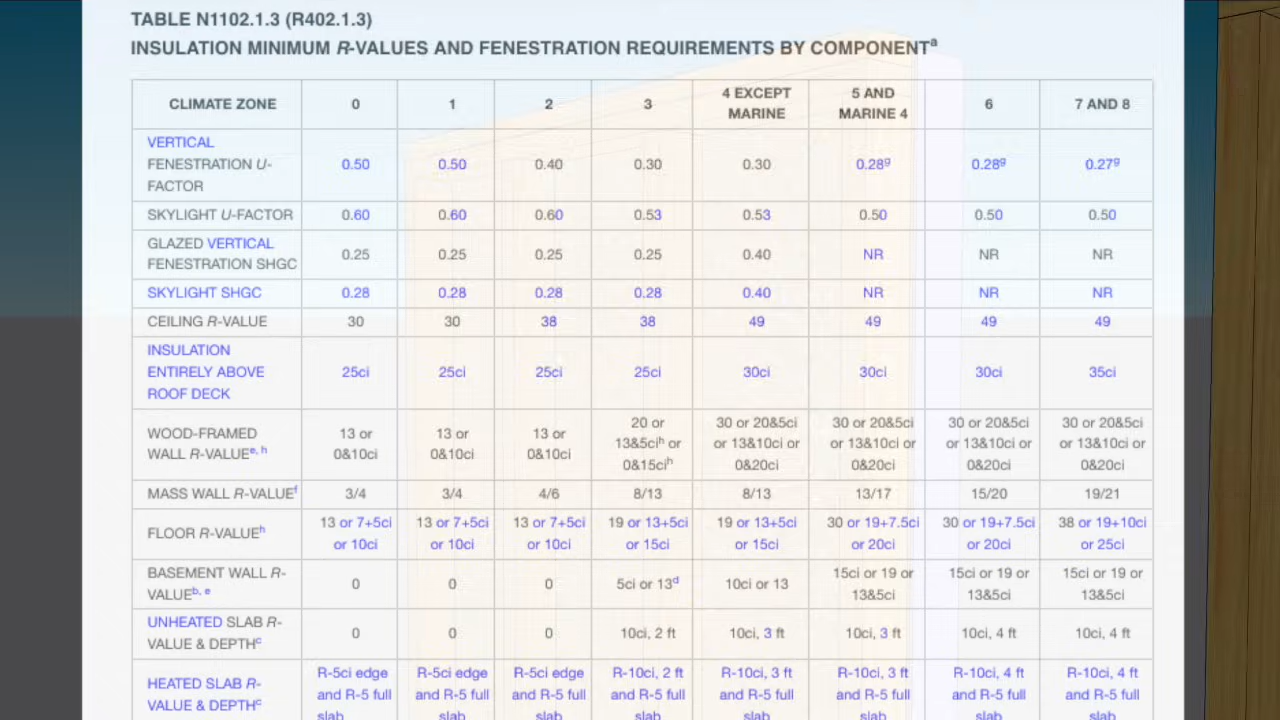 TABLE N1102.1.3 (R402.1.3)
INSULATION MINIMUM R-VALUES AND FENESTRATION REQUIREMENTS BY COMPONENTa
CLIMATE ZONE 0 1 2 3 4 EXCEPT MARINE 5 AND MARINE 4 6 7 AND 8
VERTICAL FENESTRATION U-FACTOR 0.50 0.50 0.40 0.30 0.30 0.28g 0.28g 0.27g
SKYLIGHT U-FACTOR 0.60 0.60 0.60 0.53 0.53 0.50 0.50 0.50
GLAZED VERTICAL FENESTRATION SHGC 0.25 0.25 0.25 0.25 0.40 NR NR NR
SKYLIGHT SHGC 0.28 0.28 0.28 0.28 0.40 NR NR NR
CEILING R-VALUE 30 30 38 38 49 49 49 49
INSULATION ENTIRELY ABOVE ROOF DECK 25ci 25ci 25ci 25ci 30ci 30ci 30ci 35ci
WOOD-FRAMED WALL R-VALUEe, h 13 or 0&10ci 13 or 0&10ci 13 or 0&10ci 20 or 13&5cih or 0&15cih 30 or 20&5ci or 13&10ci or 0&20ci 30 or 20&5ci or 13&10ci or 0&20ci 30 or 20&5ci or 13&10ci or 0&20ci 30 or 20&5ci or 13&10ci or 0&20ci
MASS WALL R-VALUEf 3/4 3/4 4/6 8/13 8/13 13/17 15/20 19/21
FLOOR R-VALUEh 13 or 7+5ci or 10ci 13 or 7+5ci or 10ci 13 or 7+5ci or 10ci 19 or 13+5ci or 15ci 19 or 13+5ci or 15ci 30 or 19+7.5ci or 20ci 30 or 19+7.5ci or 20ci 38 or 19+10ci or 25ci
BASEMENT WALL R-VALUEb, e 0 0 0 5ci or 13d 10ci or 13 15ci or 19 or 13&5ci 15ci or 19 or 13&5ci 15ci or 19 or 13&5ci
UNHEATED SLAB R-VALUE & DEPTHc 0 0 0 10ci, 2 ft 10ci, 3 ft 10ci, 3 ft 10ci, 4 ft 10ci, 4 ft
HEATED SLAB R-VALUE & DEPTHc R-5ci edge and R-5 full slab R-5ci edge and R-5 full slab R-5ci edge and R-5 full slab R-10ci, 2 ft and R-5 full slab R-10ci, 3 ft and R-5 full slab R-10ci, 3 ft and R-5 full slab R-10ci, 4 ft and R-5 full slab R-10ci, 4 ft and R-5 full slab